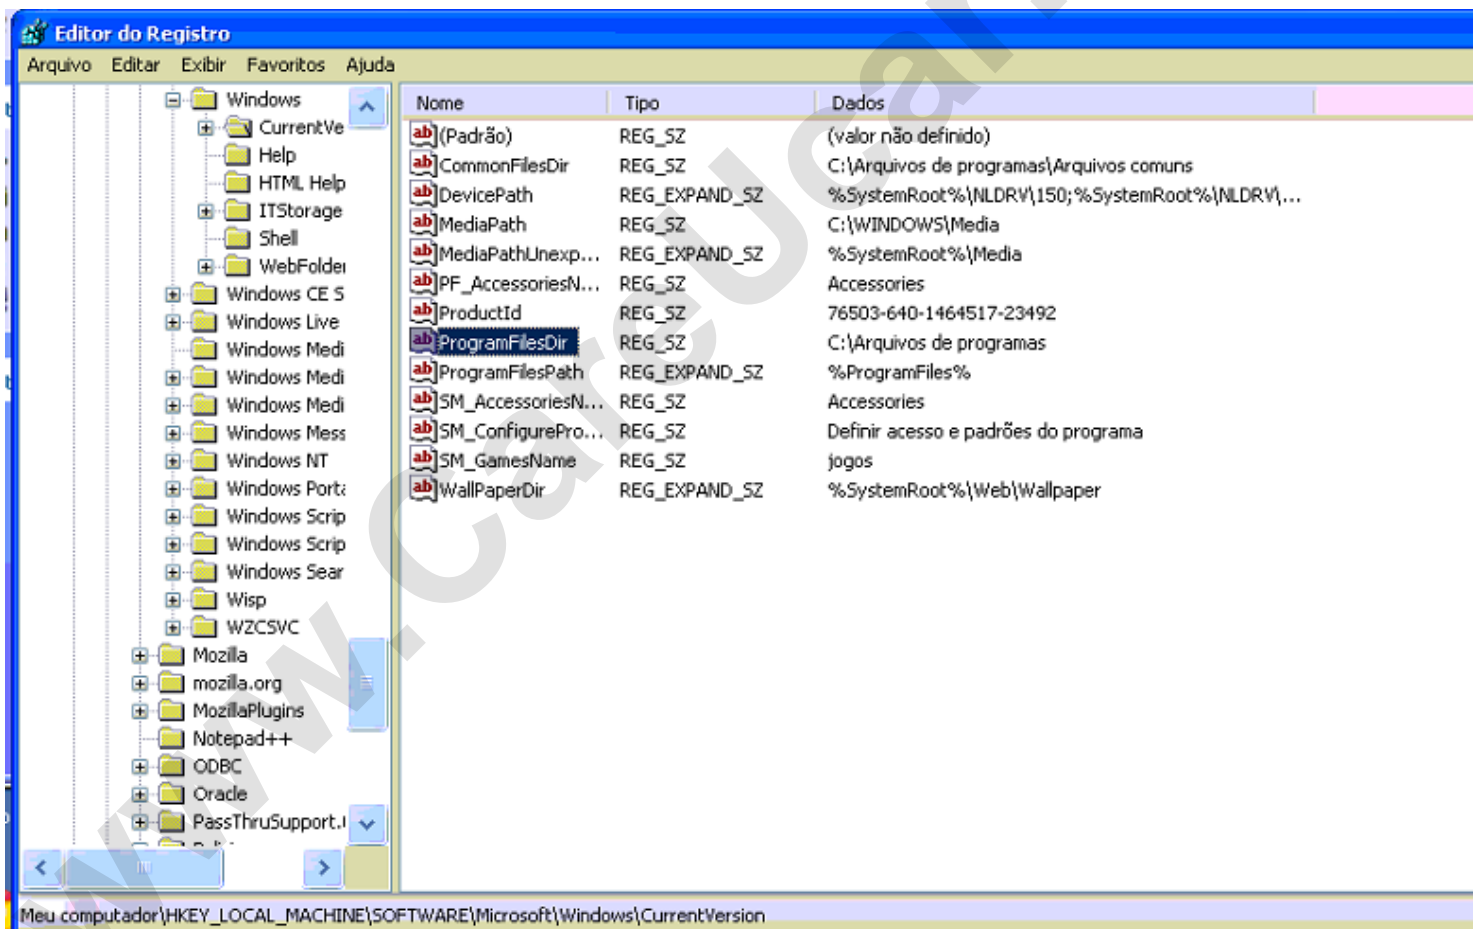 Editor do Registro
Arquivo Editar Exibir Favoritos Ajuda
Windows
CurrentVe
Help
HTML Help
ITStorage
Shell
WebFolder
Windows CE S
Windows Live
Windows Medi
Windows Medi
Windows Medi
Windows Mess
Windows NT
Windows Porta
Windows Scrip
Windows Scrip
Windows Sear
Wisp
WZCSVC
Mozilla
mozilla.org
MozillaPlugins
Notepad++
ODBC
Oracle
PassThruSupport.
Nome Tipo Dados
(Padrão) REG_SZ (valor não definido)
CommonFilesDir REG_SZ C:\Arquivos de programas\Arquivos comuns
DevicePath REG_EXPAND_SZ %SystemRoot%\NLDRV\150;%SystemRoot%\NLDRV\...
MediaPath REG_SZ C:\WINDOWS\Media
MediaPathUnexp... REG_EXPAND_SZ %SystemRoot%\Media
PF_AccessoriesN... REG_SZ Accessories
ProductId REG_SZ 76503-640-1464517-23492
ProgramFilesDir REG_SZ C:\Arquivos de programas
ProgramFilesPath REG_EXPAND_SZ %ProgramFiles%
SM_AccessoriesN... REG_SZ Accessories
SM_ConfigurePro... REG_SZ Definir acesso e padrões do programa
SM_GamesName REG_SZ jogos
WallPaperDir REG_EXPAND_SZ %SystemRoot%\Web\Wallpaper
Meu computador\HKEY_LOCAL_MACHINE\SOFTWARE\Microsoft\Windows\CurrentVersion
www.CareUcar